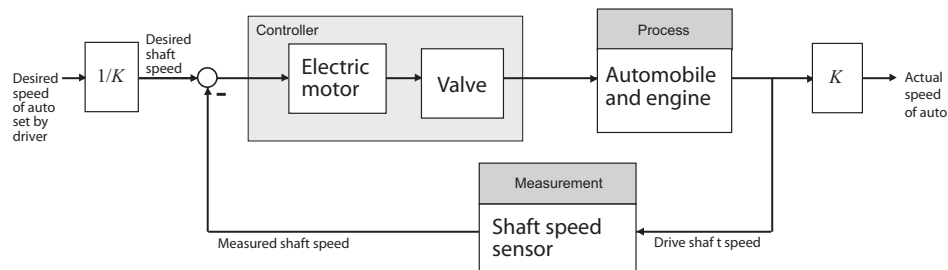 Desired
speed
of auto
set by
driver
1/K
Desired
shaft
speed
-
Controller
Electric
motor
Valve
Process
Automobile
and engine
K
Actual
speed
of auto
Measurement
Shaft speed
sensor
Measured shaft speed
Drive shaf t speed